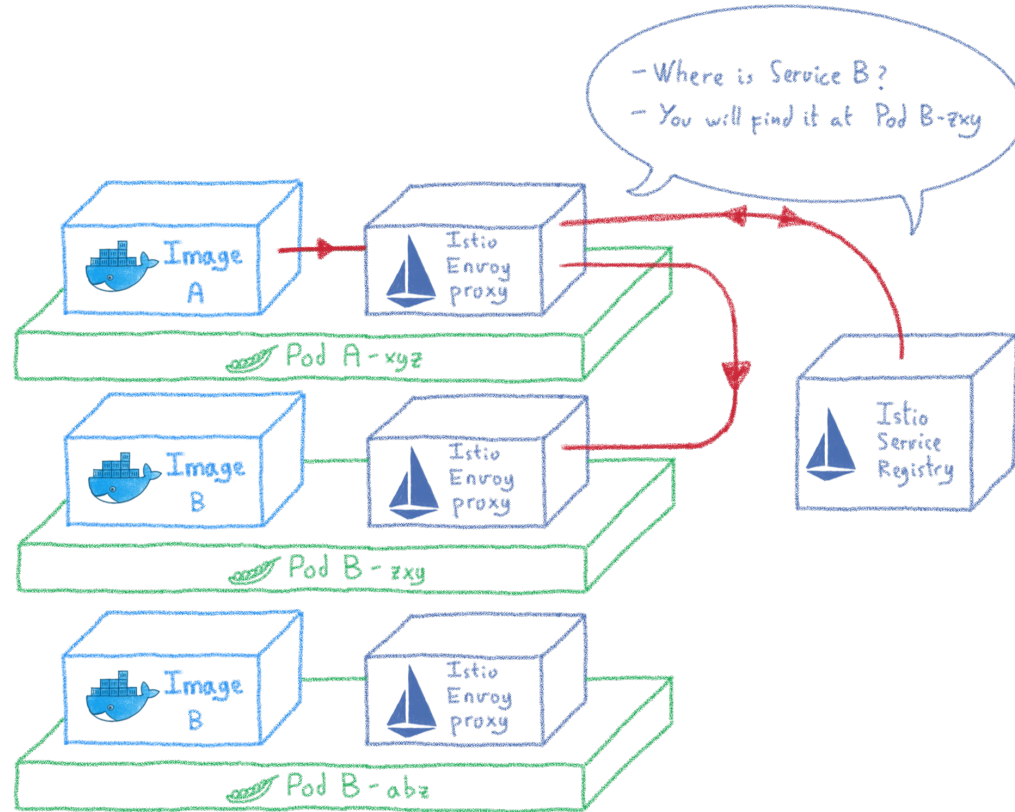 - Where is Service B?
- You will find it at Pod B-zxy
Image
A
Istio
Envoy
proxy
Pod A-xyz
Istio
Service
Registry
Image
B
Istio
Envoy
proxy
Pod B-zxy
Image
B
Istio
Envoy
proxy
Pod B-abz